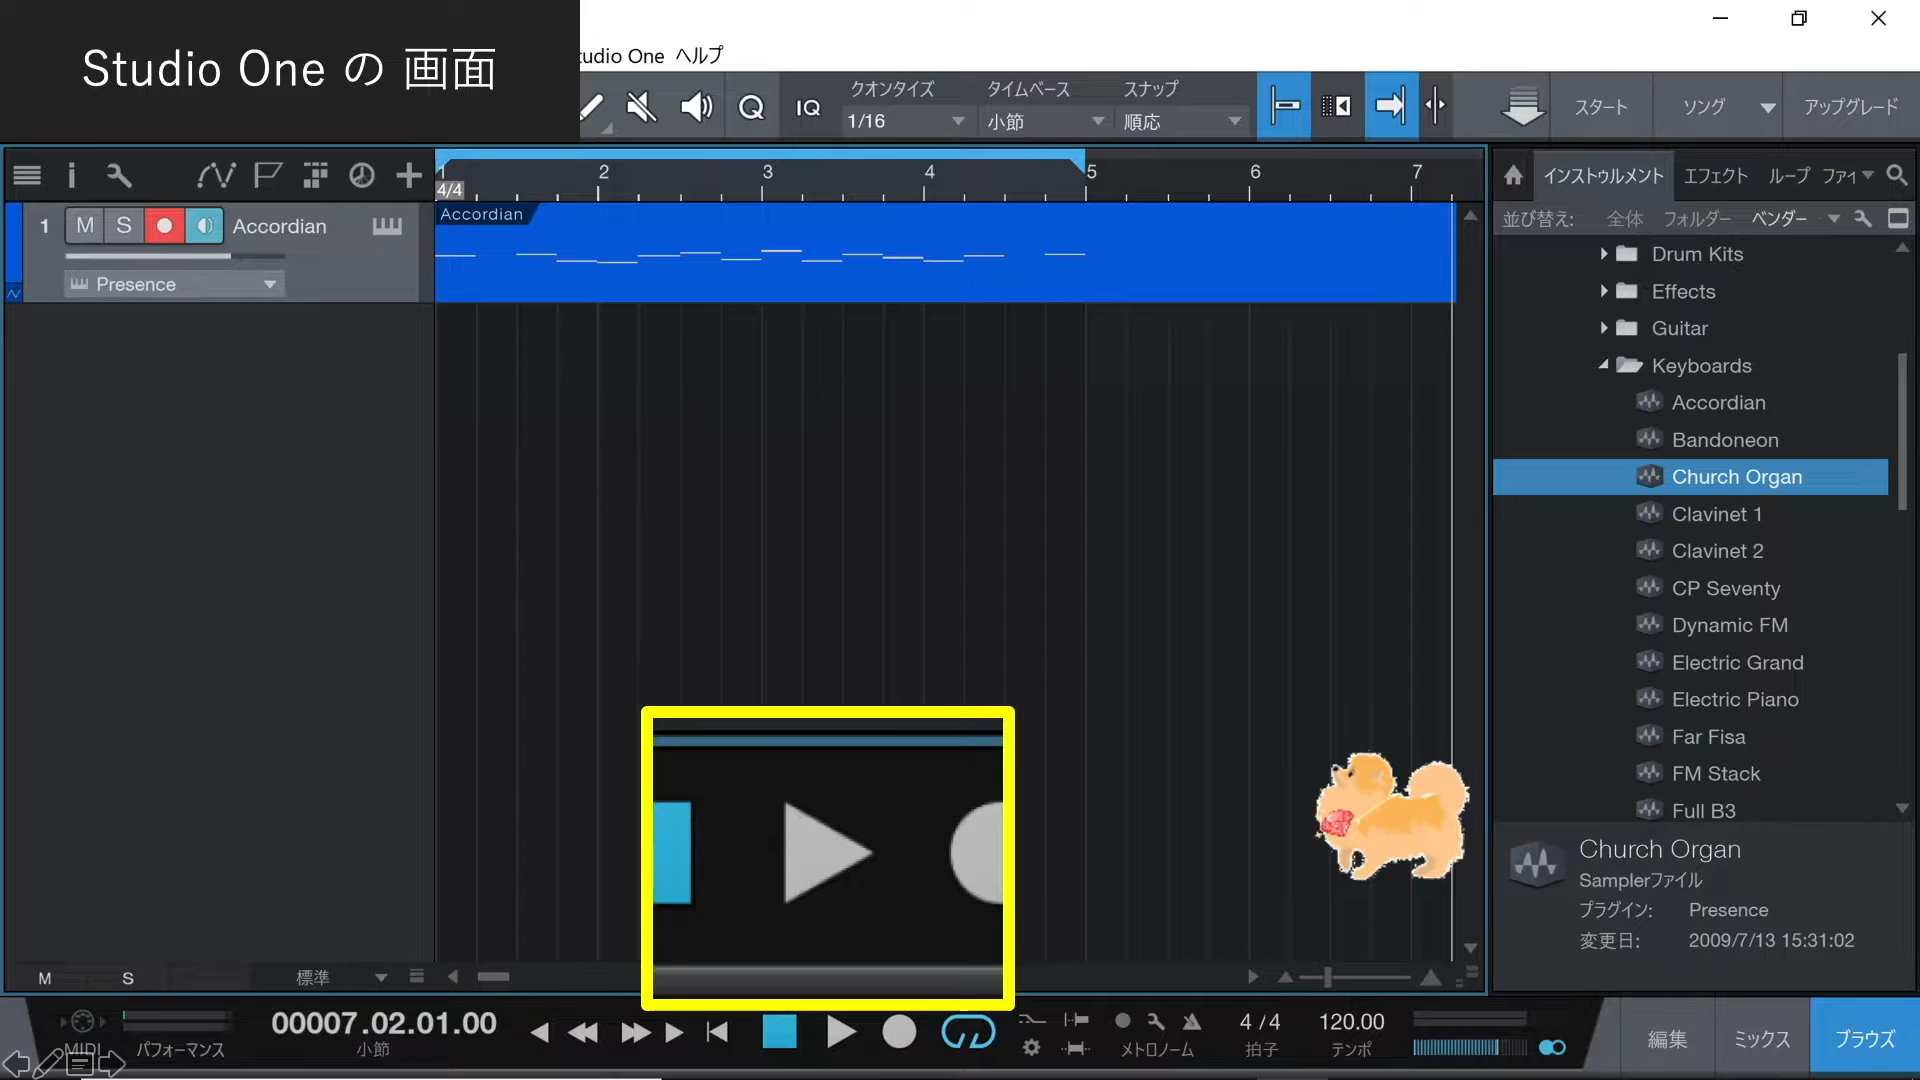 Studio One の 画面
tudio One ヘルプ
IQ
クオンタイズ
1/16
タイムベース
小節
スナップ
順応
スタート
ソング
アップグレード
1 2 3 4 5 6 7
4/4
1 M S Accordian
Presence
Accordian
インストゥルメント エフェクト ループ ファイ
並び替え: 全体 フォルダー ベンダー
Drum Kits
Effects
Guitar
Keyboards
Accordian
Bandoneon
Church Organ
Clavinet 1
Clavinet 2
CP Seventy
Dynamic FM
Electric Grand
Electric Piano
Far Fisa
FM Stack
Full B3
Church Organ
Samplerファイル
プラグイン: Presence
変更日: 2009/7/13 15:31:02
M S 標準
MIDI
パフォーマンス
00007.02.01.00
小節
メトロノーム
4 / 4
拍子
120.00
テンポ
編集
ミックス
ブラウズ